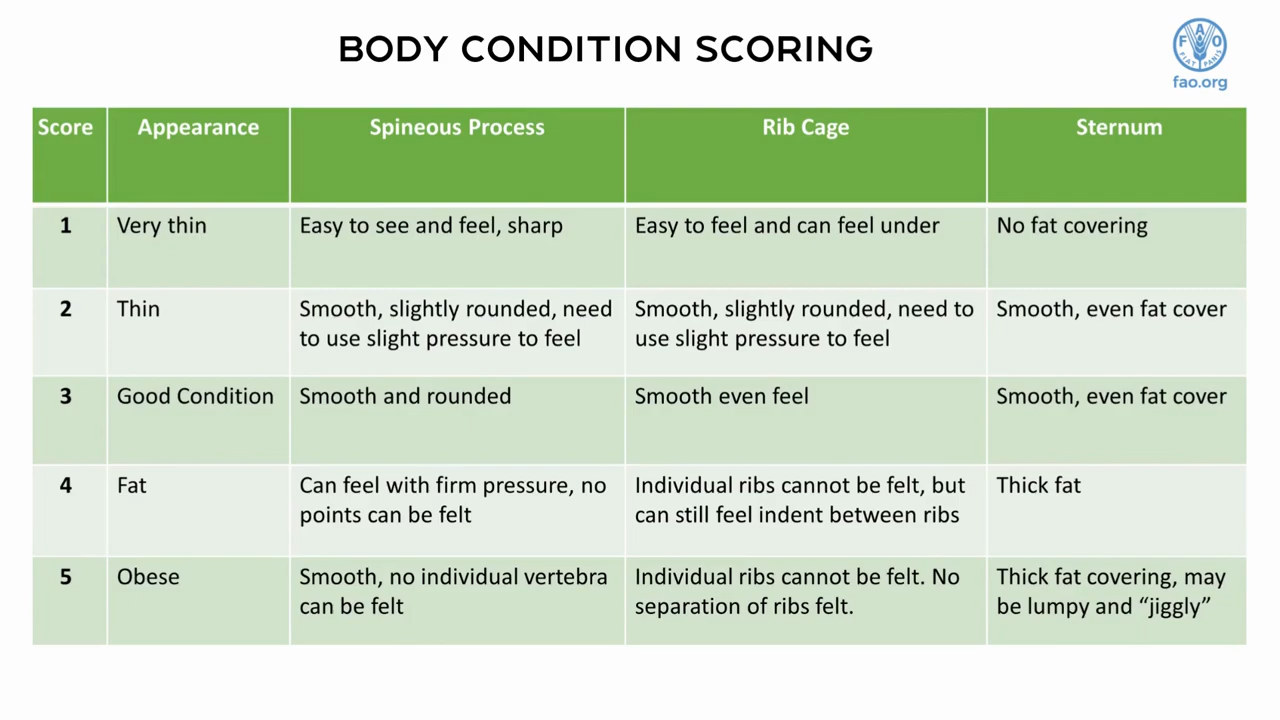 BODY CONDITION SCORING
F A O
FIAT PANIS
fao.org
Score Appearance Spineous Process Rib Cage Sternum
1 Very thin Easy to see and feel, sharp Easy to feel and can feel under No fat covering
2 Thin Smooth, slightly rounded, need Smooth, slightly rounded, need to Smooth, even fat cover
to use slight pressure to feel use slight pressure to feel
3 Good Condition Smooth and rounded Smooth even feel Smooth, even fat cover
4 Fat Can feel with firm pressure, no Individual ribs cannot be felt, but Thick fat
points can be felt can still feel indent between ribs
5 Obese Smooth, no individual vertebra Individual ribs cannot be felt. No Thick fat covering, may
can be felt separation of ribs felt. be lumpy and “jiggly”